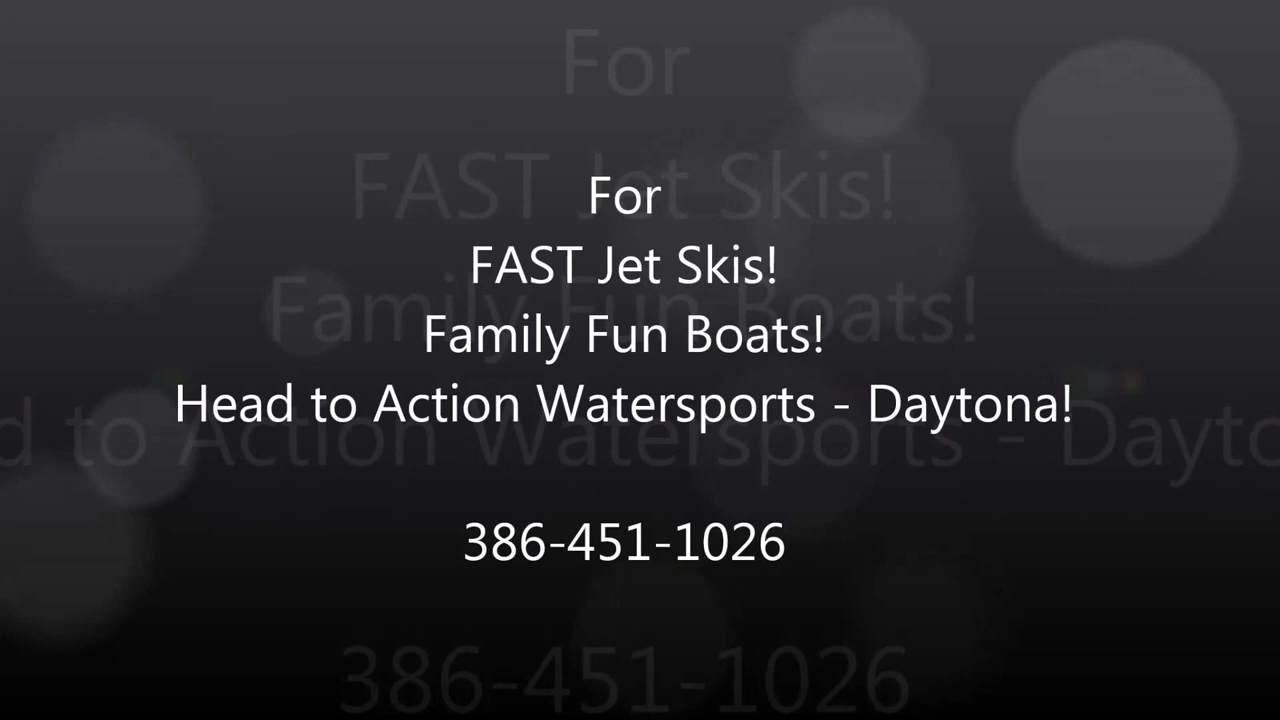 For
FAST Jet Skis!
Family Fun Boats!
Head to Action Watersports - Daytona!
386-451-1026